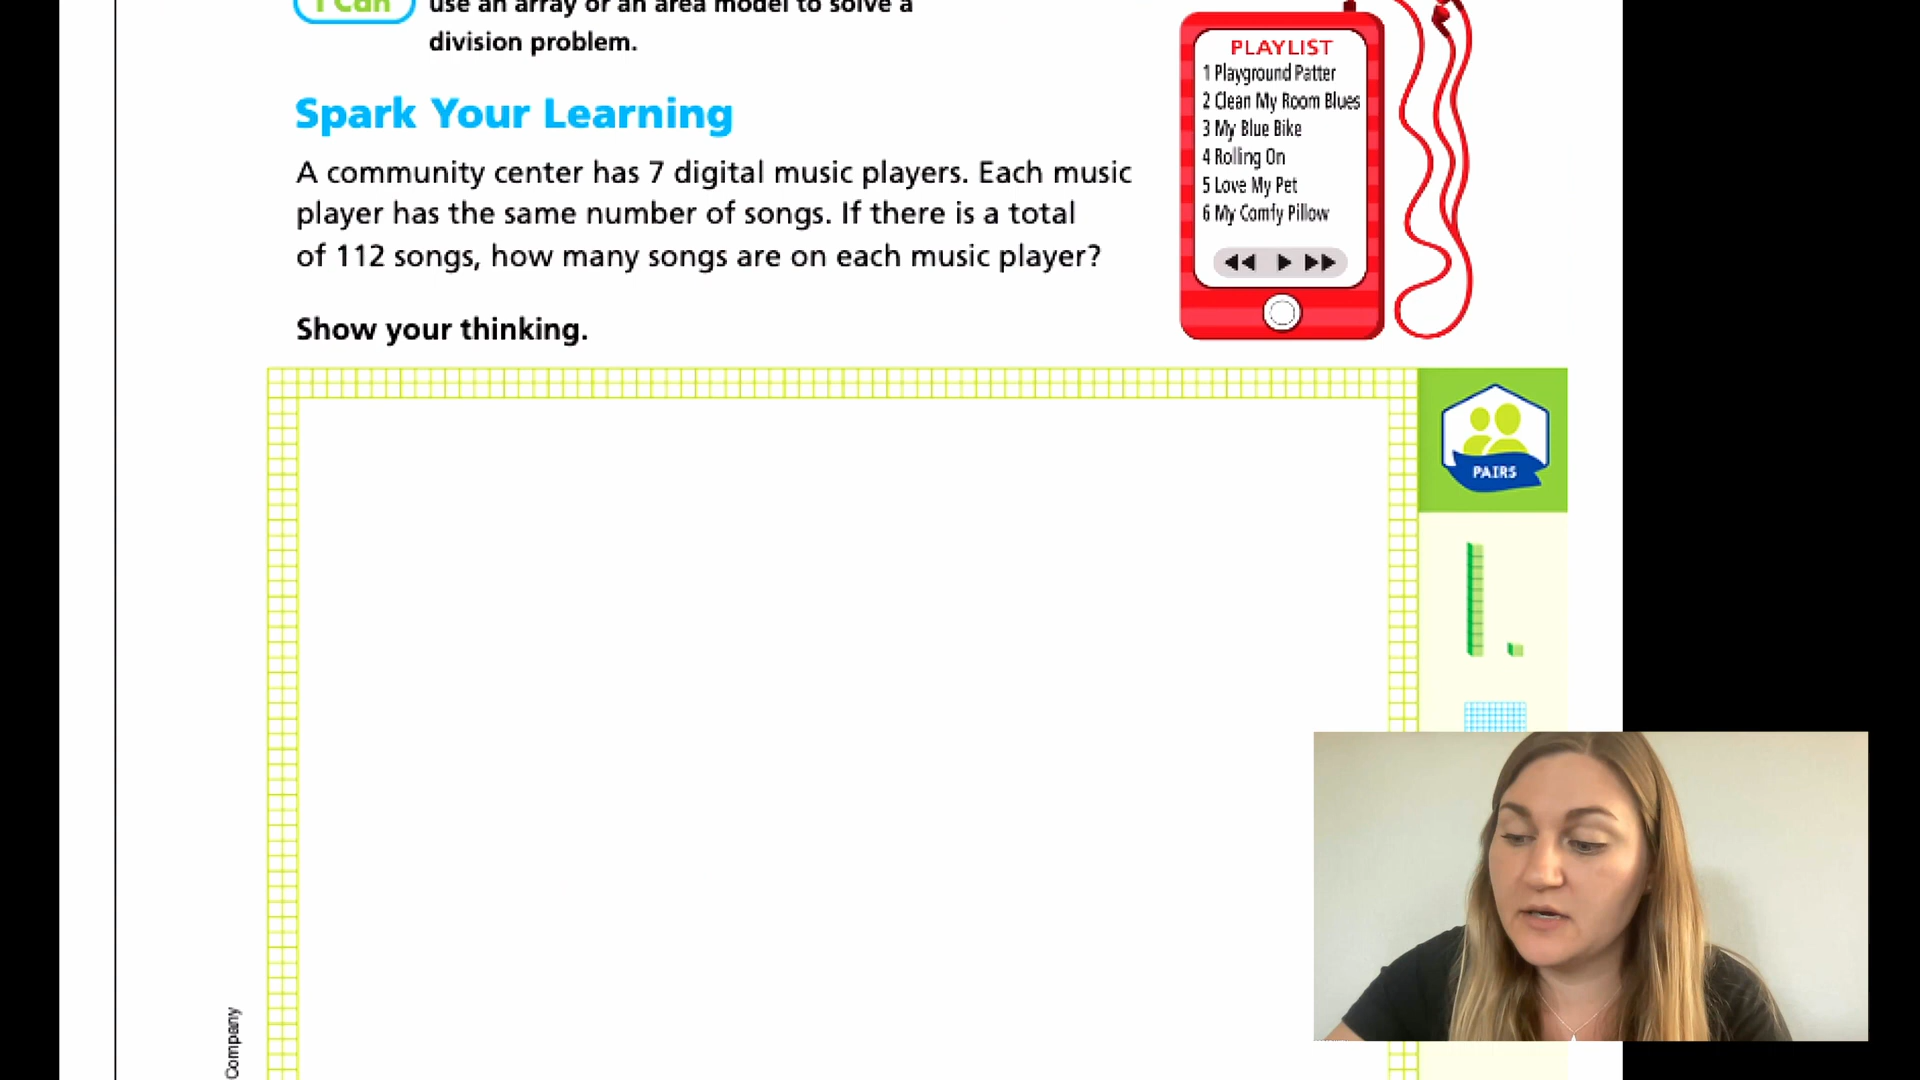 I Can
use an array or an area model to solve a
division problem.
Spark Your Learning
A community center has 7 digital music players. Each music
player has the same number of songs. If there is a total
of 112 songs, how many songs are on each music player?
Show your thinking.
PLAYLIST
1 Playground Patter
2 Clean My Room Blues
3 My Blue Bike
4 Rolling On
5 Love My Pet
6 My Comfy Pillow
PAIRS
Company